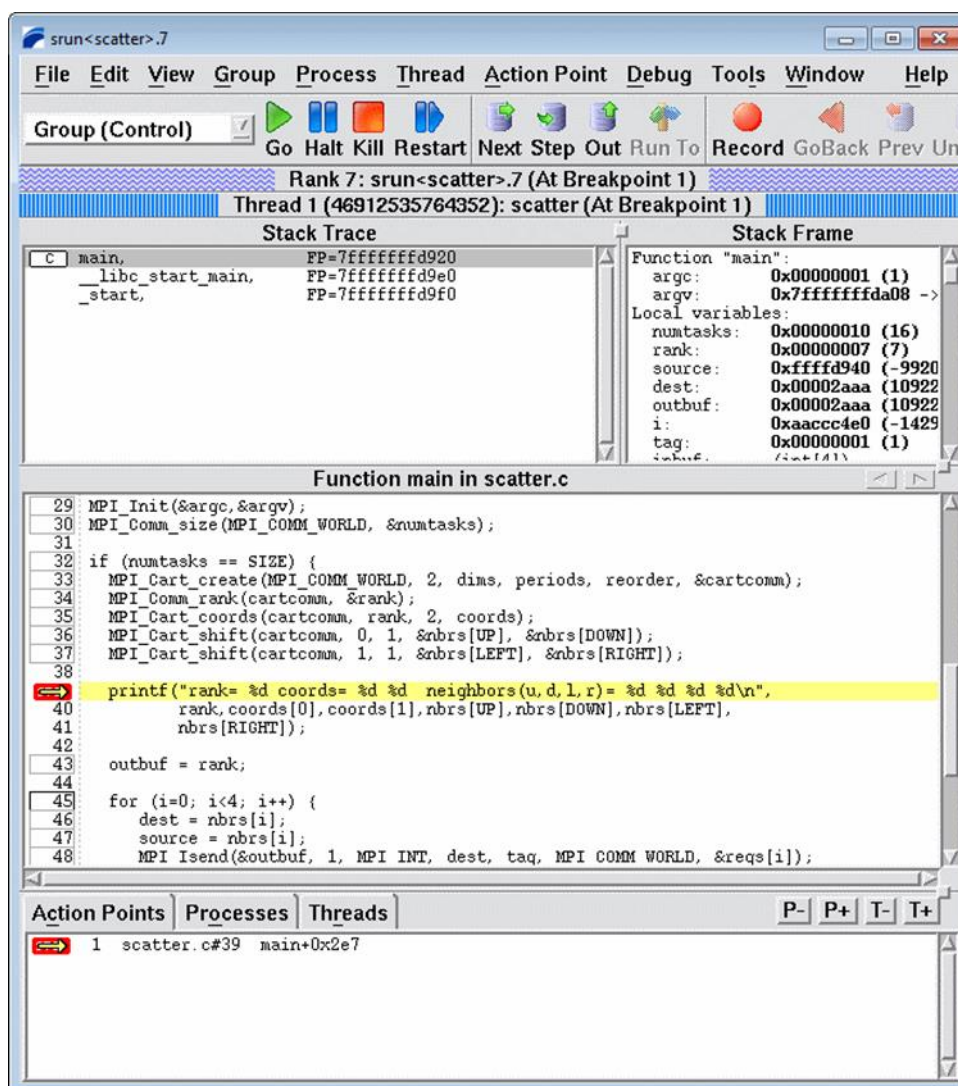 srun<scatter>.7
File Edit View Group Process Thread Action Point Debug Tools Window Help
Group (Control)
Go Halt Kill Restart Next Step Out Run To Record GoBack Prev Un
Rank 7: srun<scatter>.7 (At Breakpoint 1)
Thread 1 (46912535764352): scatter (At Breakpoint 1)
Stack Trace
C main, FP=7fffffffd920
__libc_start_main, FP=7fffffffd9e0
_start, FP=7fffffffd9f0
Stack Frame
Function "main":
argc: 0x00000001 (1)
argv: 0x7fffffffda08 ->
Local variables:
numtasks: 0x00000010 (16)
rank: 0x00000007 (7)
source: 0xffffd940 (-9920
dest: 0x00002aaa (10922
outbuf: 0x00002aaa (10922
i: 0xaaccc4e0 (-1429
tag: 0x00000001 (1)
inbuf: (int[4])
Function main in scatter.c
29 MPI_Init(&argc,&argv);
30 MPI_Comm_size(MPI_COMM_WORLD, &numtasks);
31
32 if (numtasks == SIZE) {
33 MPI_Cart_create(MPI_COMM_WORLD, 2, dims, periods, reorder, &cartcomm);
34 MPI_Comm_rank(cartcomm, &rank);
35 MPI_Cart_coords(cartcomm, rank, 2, coords);
36 MPI_Cart_shift(cartcomm, 0, 1, &nbrs[UP], &nbrs[DOWN]);
37 MPI_Cart_shift(cartcomm, 1, 1, &nbrs[LEFT], &nbrs[RIGHT]);
38
printf("rank= %d coords= %d %d  neighbors(u,d,l,r)= %d %d %d %d\n",
40 rank,coords[0],coords[1],nbrs[UP],nbrs[DOWN],nbrs[LEFT],
41 nbrs[RIGHT]);
42
43 outbuf = rank;
44
45 for (i=0; i<4; i++) {
46 dest = nbrs[i];
47 source = nbrs[i];
48 MPI_Isend(&outbuf, 1, MPI_INT, dest, tag, MPI_COMM_WORLD, &reqs[i]);
Action Points Processes Threads P- P+ T- T+
1 scatter.c#39 main+0x2e7